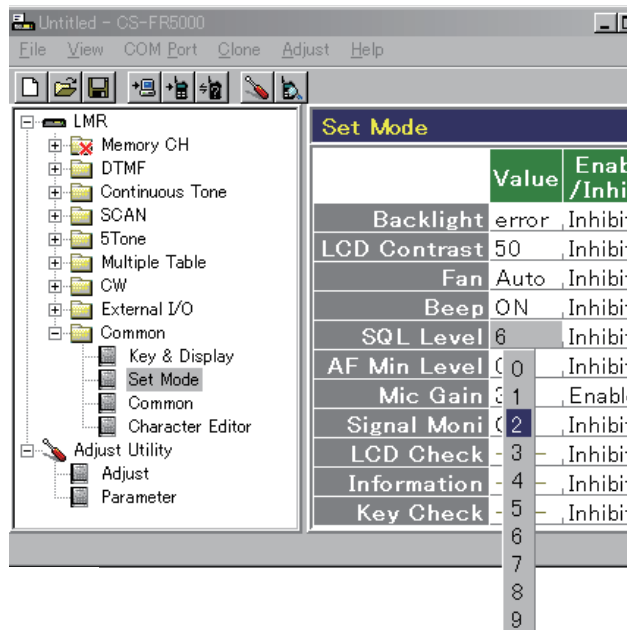 Untitled - CS-FR5000
File View COM Port Clone Adjust Help
LMR
Memory CH
DTMF
Continuous Tone
SCAN
5Tone
Multiple Table
CW
External I/O
Common
Key & Display
Set Mode
Common
Character Editor
Adjust Utility
Adjust
Parameter
Set Mode
Value Enab
/Inhi
Backlight error Inhibi
LCD Contrast 50 Inhibi
Fan Auto Inhibi
Beep ON Inhibi
SQL Level 6 Inhibi
AF Min Level Inhibi
Mic Gain Enabl
Signal Moni Inhibi
LCD Check - - Inhibi
Information - - Inhibi
Key Check - - Inhibi
0
1
2
3
4
5
6
7
8
9